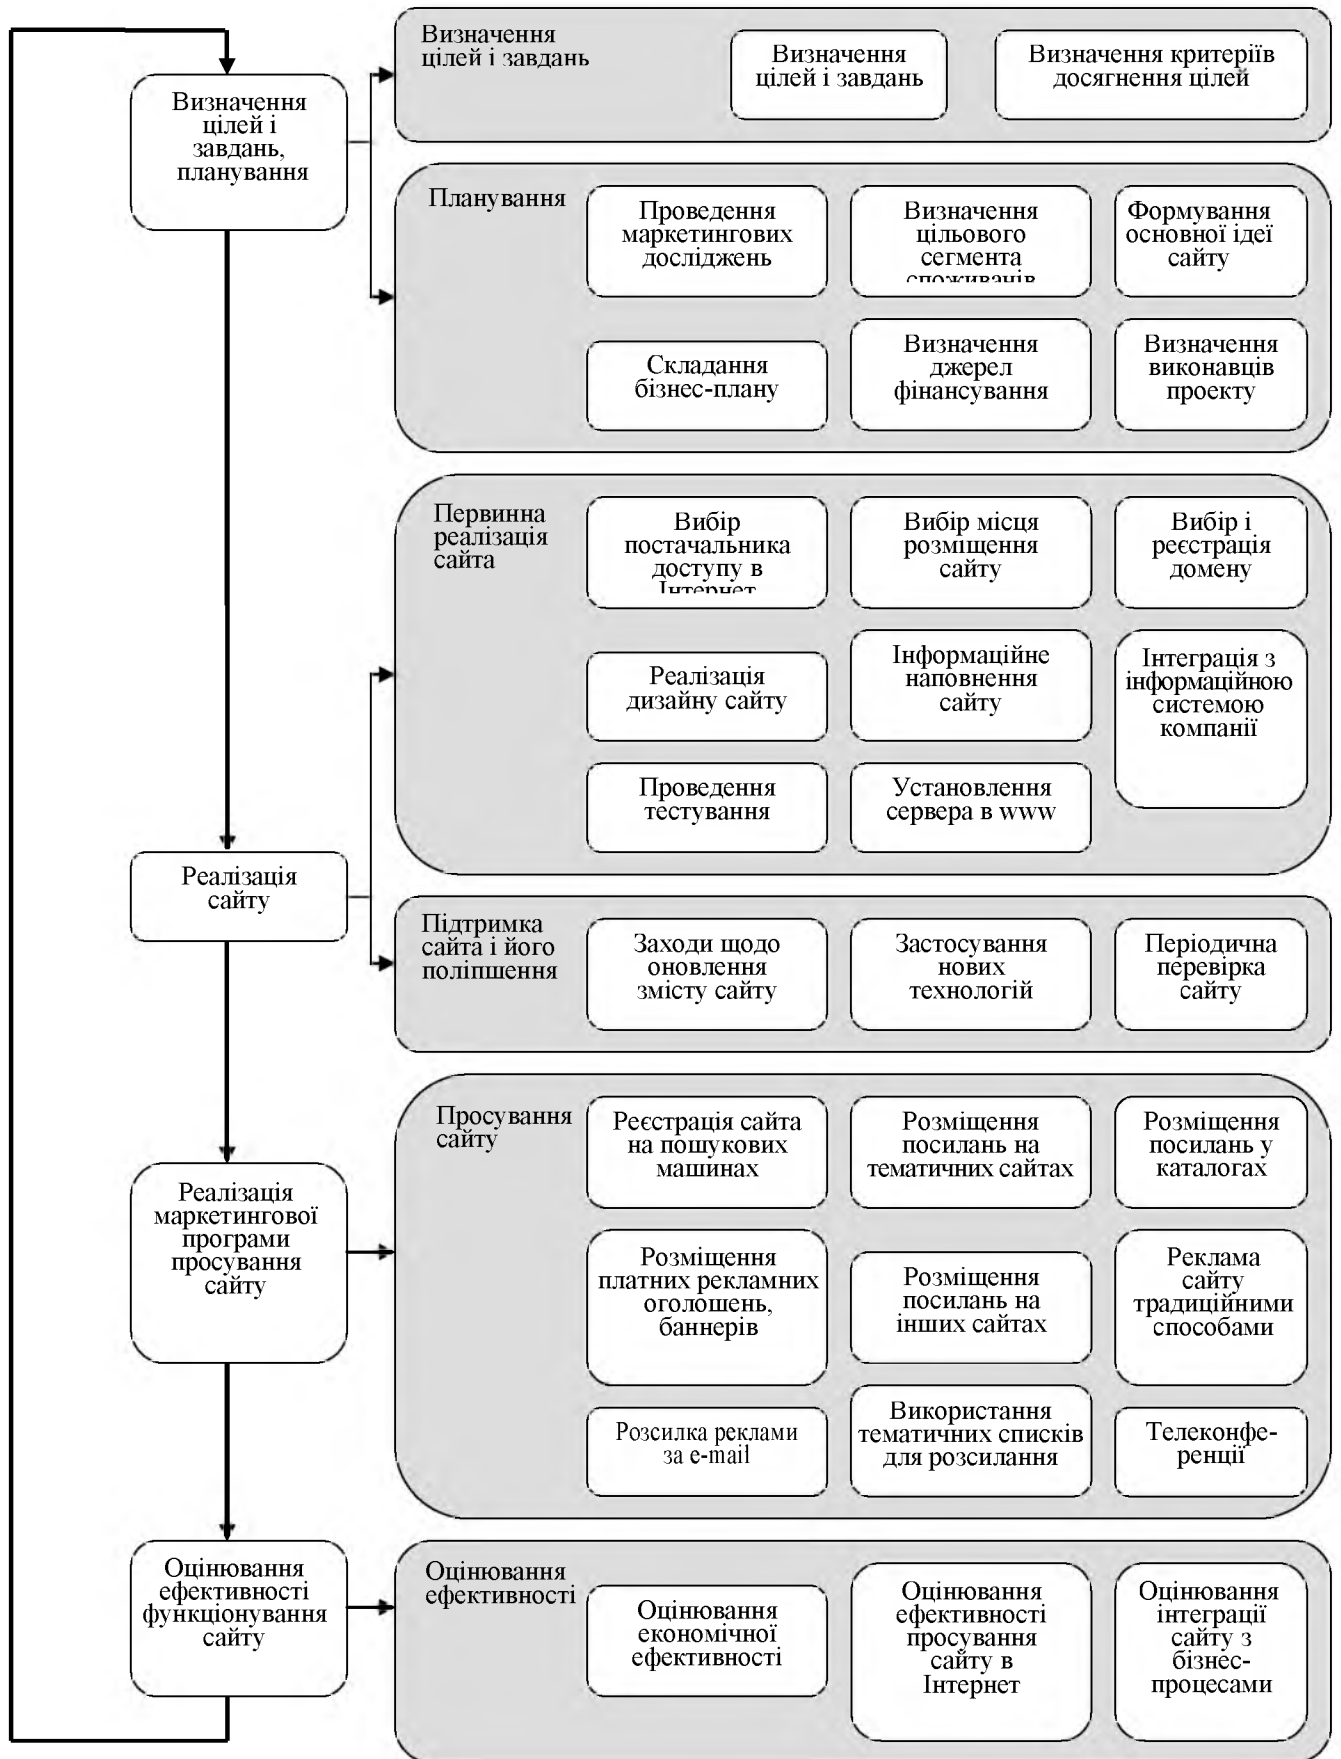 Визначення
цілей і
завдань,
планування
Визначення
цілей і завдань
Визначення
цілей і завдань
Визначення критеріїв
досягнення цілей
Планування
Проведення
маркетингових
досліджень
Визначення
цільового
сегмента
споживачів
Формування
основної ідеї
сайту
Складання
бізнес-плану
Визначення
джерел
фінансування
Визначення
виконавців
проекту
Реалізація
сайту
Первинна
реалізація
сайта
Вибір
постачальника
доступу в
Інтернет
Вибір місця
розміщення
сайту
Вибір і
реєстрація
домену
Реалізація
дизайну сайту
Інформаційне
наповнення
сайту
Інтеграція з
інформаційною
системою
компанії
Проведення
тестування
Установлення
сервера в www
Підтримка
сайта і його
поліпшення
Заходи щодо
оновлення
змісту сайту
Застосування
нових
технологій
Періодична
перевірка
сайту
Реалізація
маркетингової
програми
просування
сайту
Просування
сайту
Реєстрація сайта
на пошукових
машинах
Розміщення
посилань на
тематичних сайтах
Розміщення
посилань у
каталогах
Розміщення
платних рекламних
оголошень,
баннерів
Розміщення
посилань на
інших сайтах
Реклама
сайту
традиційними
способами
Розсилка реклами
за e-mail
Використання
тематичних списків
для розсилання
Телеконфе-
ренції
Оцінювання
ефективності
функціонування
сайту
Оцінювання
ефективності
Оцінювання
економічної
ефективності
Оцінювання
ефективності
просування
сайту в
Інтернет
Оцінювання
інтеграції
сайту з
бізнес-
процесами